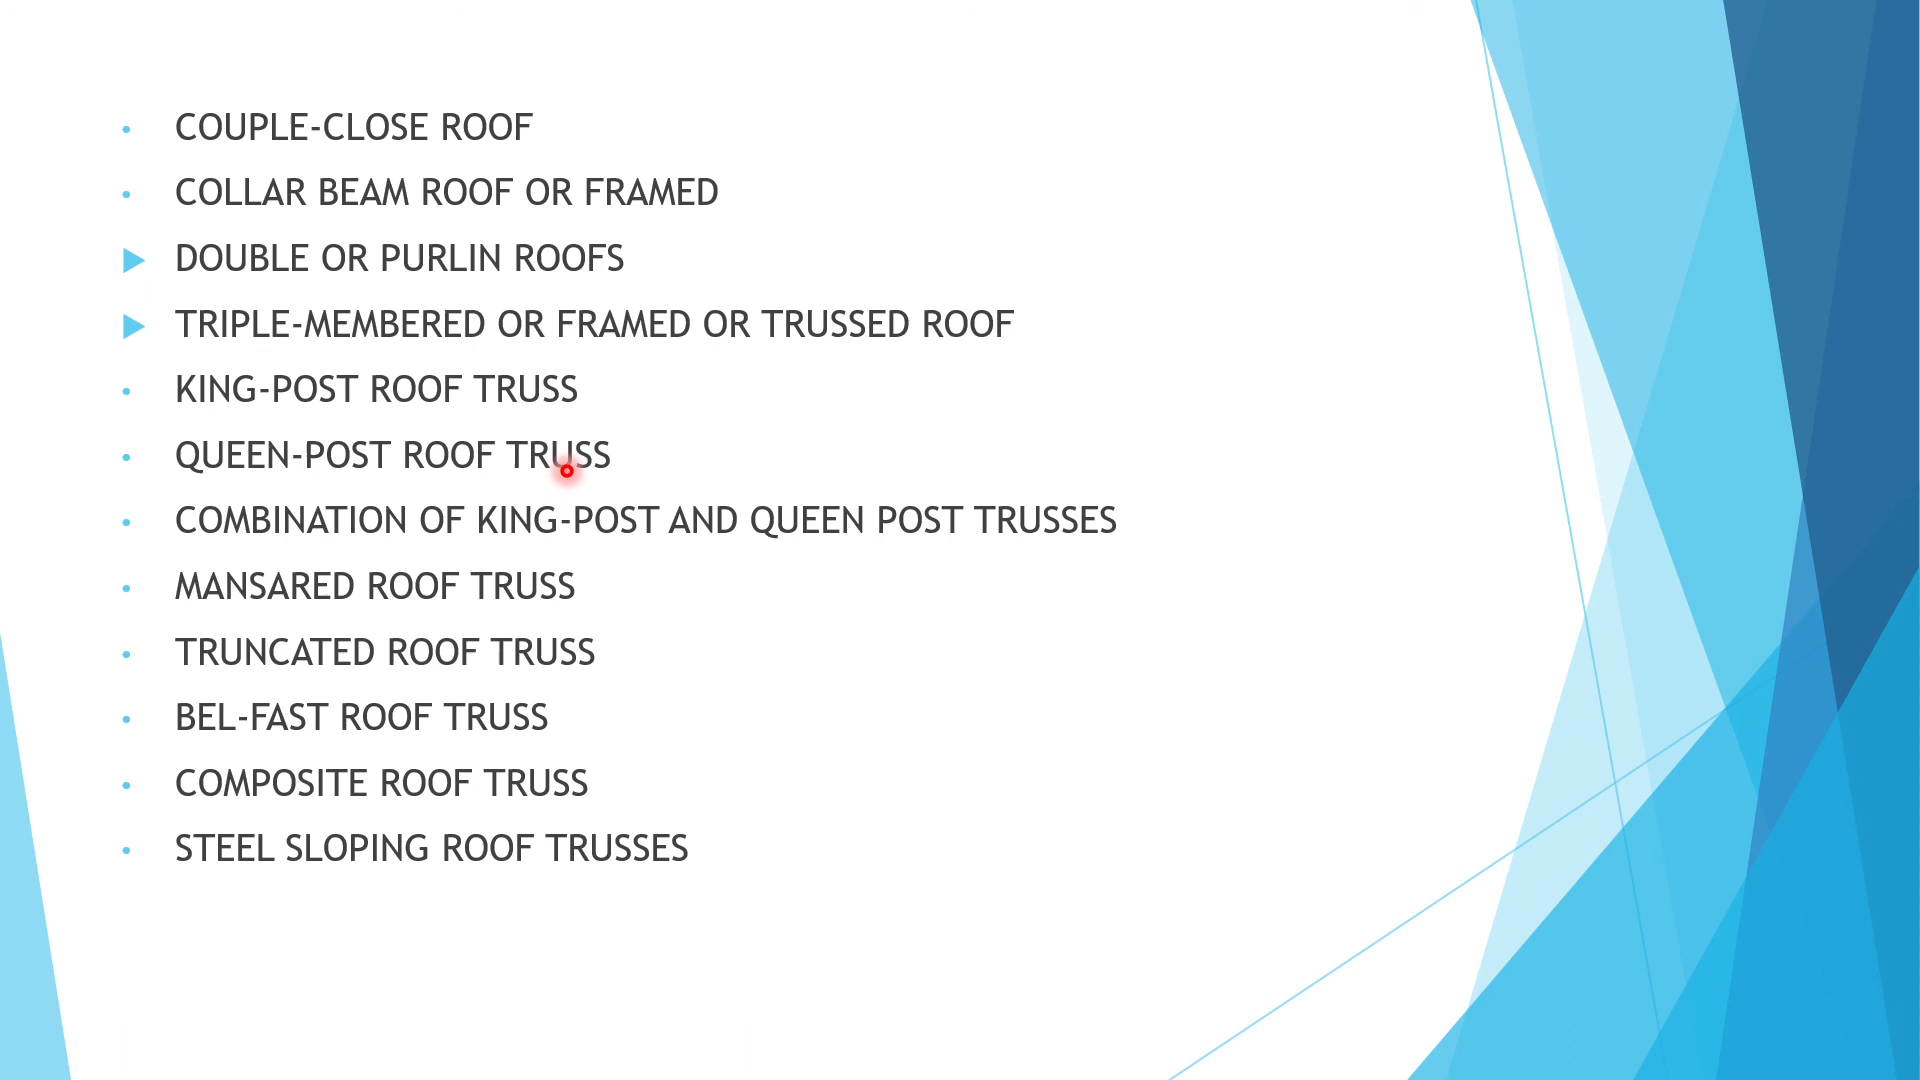 COUPLE-CLOSE ROOF
COLLAR BEAM ROOF OR FRAMED
DOUBLE OR PURLIN ROOFS
TRIPLE-MEMBERED OR FRAMED OR TRUSSED ROOF
KING-POST ROOF TRUSS
QUEEN-POST ROOF TRUSS
COMBINATION OF KING-POST AND QUEEN POST TRUSSES
MANSARED ROOF TRUSS
TRUNCATED ROOF TRUSS
BEL-FAST ROOF TRUSS
COMPOSITE ROOF TRUSS
STEEL SLOPING ROOF TRUSSES